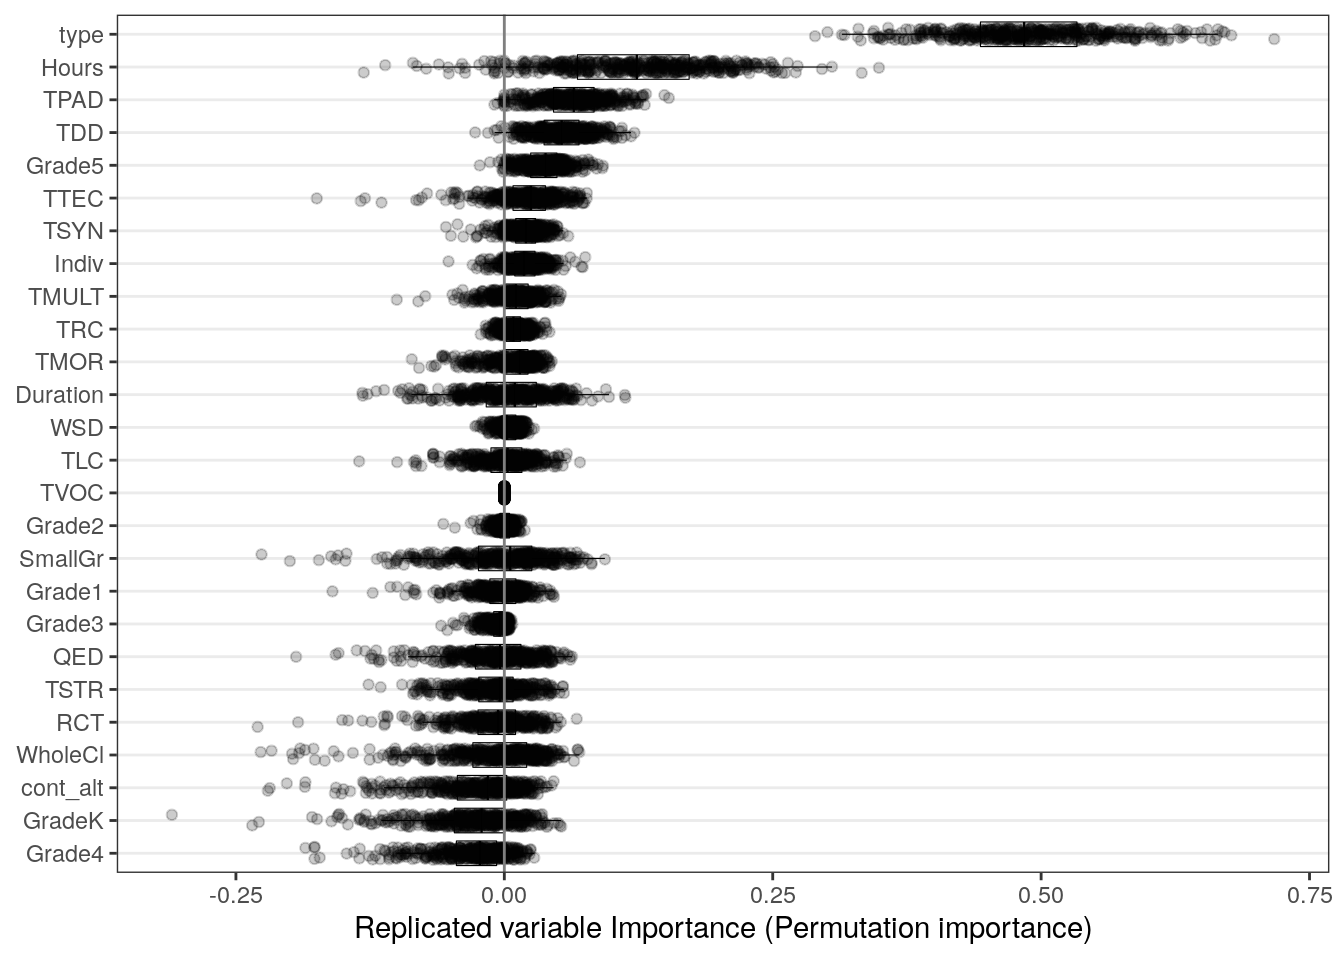 type
Hours
TPAD
TDD
Grade5
TTEC
TSYN
Indiv
TMULT
TRC
TMOR
Duration
WSD
TLC
TVOC
Grade2
SmallGr
Grade1
Grade3
QED
TSTR
RCT
WholeCl
cont_alt
GradeK
Grade4
-0.25 0.00 0.25 0.50 0.75
Replicated variable Importance (Permutation importance)